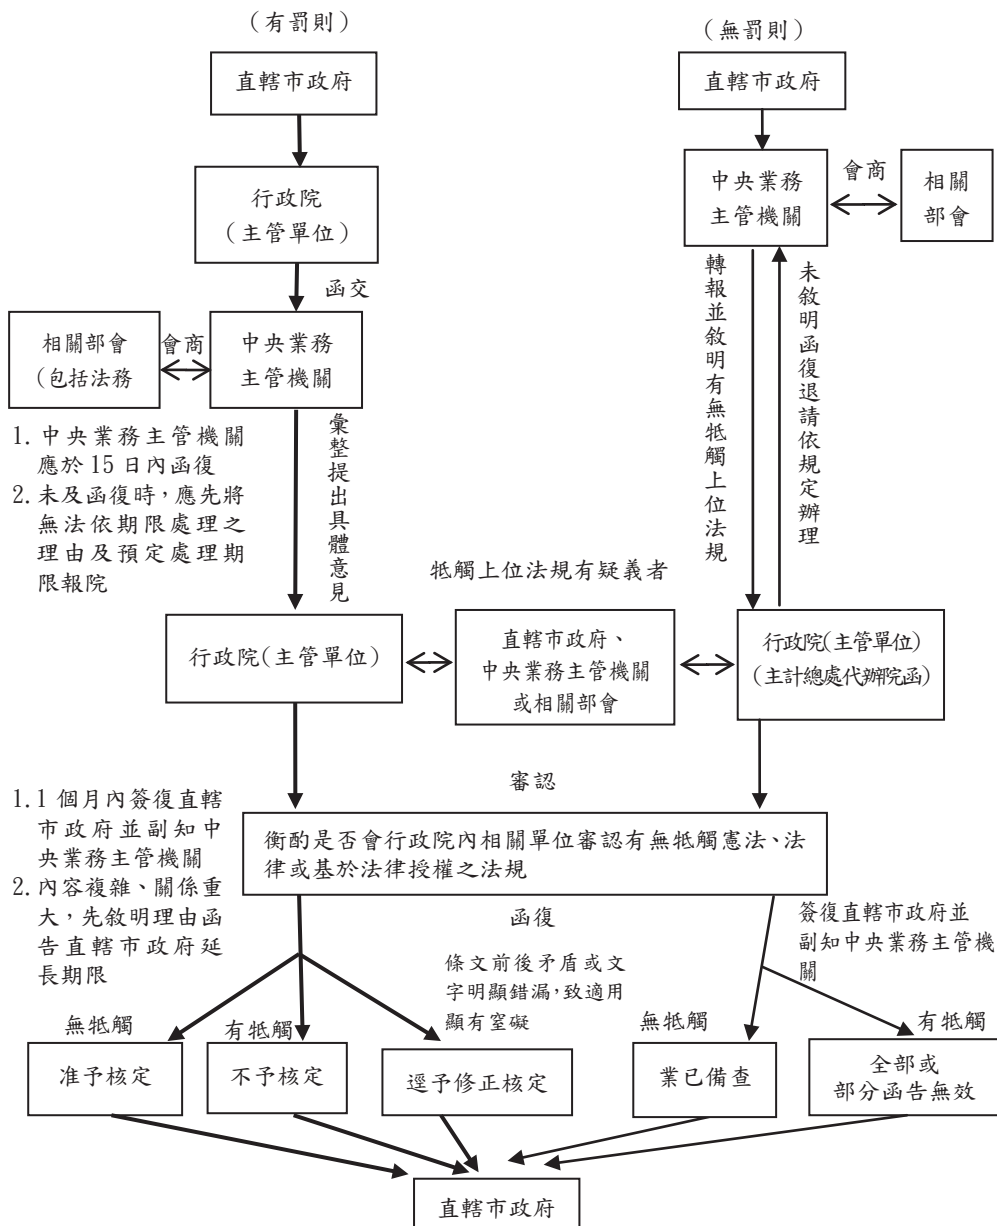 (有罰則)
(無罰則)
直轄市政府
直轄市政府
行政院
(主管單位)
中央業務
主管機關
會商
相關
部會
函交
相關部會
(包括法務
會商
中央業務
主管機關
轉報並敘明有無牴觸上位法規
未敘明函復退請依規定辦理
1. 中央業務主管機關
應於15日內函復
2. 未及函復時,應先將
無法依期限處理之
理由及預定處理期
限報院
彙整提出具體意見
牴觸上位法規有疑義者
行政院(主管單位)
直轄市政府、
中央業務主管機關
或相關部會
行政院(主管單位)
(主計總處代辦院函)
審認
1.1個月內簽復直轄
市政府並副知中
央業務主管機關
2. 內容複雜、關係重
大,先敘明理由函
告直轄市政府延
長期限
衡酌是否會行政院內相關單位審認有無牴觸憲法、法
律或基於法律授權之法規
函復
簽復直轄市政府並
副知中央業務主管機
關
條文前後矛盾或文
字明顯錯漏,致適用
顯有窒礙
無牴觸
有牴觸
無牴觸
有牴觸
准予核定
不予核定
逕予修正核定
業已備查
全部或
部分函告無效
直轄市政府